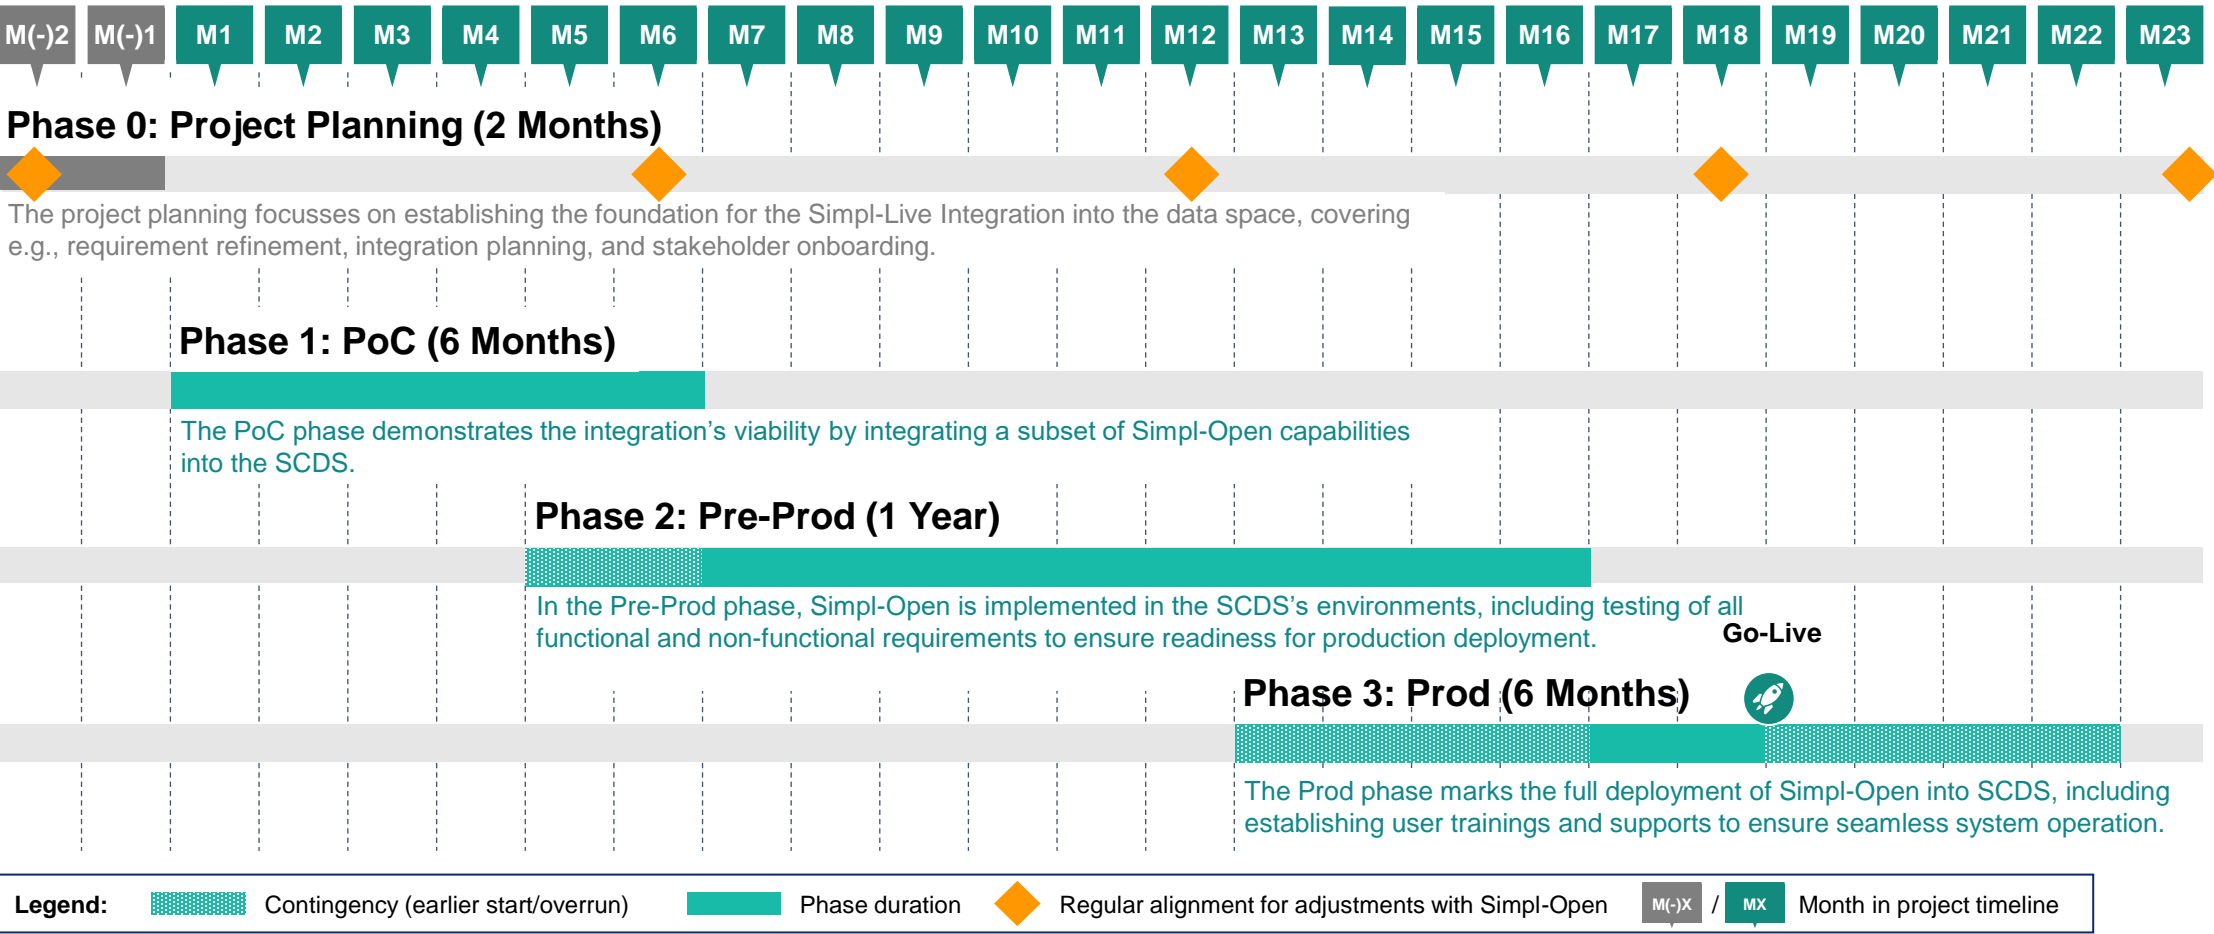 M(-)2 M(-)1 M1 M2 M3 M4 M5 M6 M7 M8 M9 M10 M11 M12 M13 M14 M15 M16 M17 M18 M19 M20 M21 M22 M23
Phase 0: Project Planning (2 Months)
The project planning focusses on establishing the foundation for the Simpl-Live Integration into the data space, covering
e.g., requirement refinement, integration planning, and stakeholder onboarding.
Phase 1: PoC (6 Months)
The PoC phase demonstrates the integration’s viability by integrating a subset of Simpl-Open capabilities
into the SCDS.
Phase 2: Pre-Prod (1 Year)
In the Pre-Prod phase, Simpl-Open is implemented in the SCDS’s environments, including testing of all
functional and non-functional requirements to ensure readiness for production deployment.
Go-Live
Phase 3: Prod (6 Months)
The Prod phase marks the full deployment of Simpl-Open into SCDS, including
establishing user trainings and supports to ensure seamless system operation.
Legend: Contingency (earlier start/overrun) Phase duration Regular alignment for adjustments with Simpl-Open M(-)X / MX Month in project timeline